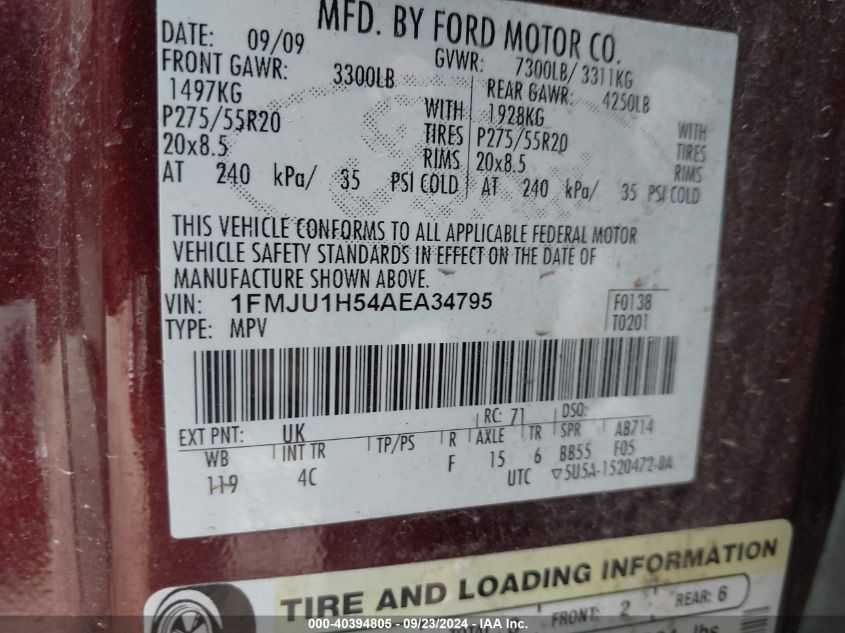 MFD. BY FORD MOTOR CO.
DATE: 09/09 GVWR: 7300LB/ 3311KG
FRONT GAWR: 3300LB REAR GAWR: 4250LB
1497KG WITH 1928KG WITH
P275/55R20 TIRES P275/55R20 TIRES
20x8.5 RIMS 20x8.5 RIMS
AT 240 kPa/ 35 PSI COLD AT 240 kPa/ 35 PSI COLD
THIS VEHICLE CONFORMS TO ALL APPLICABLE FEDERAL MOTOR
VEHICLE SAFETY STANDARDS IN EFFECT ON THE DATE OF
MANUFACTURE SHOWN ABOVE.
VIN: 1FMJU1H54AEA34795 F0138
TYPE: MPV T0201
EXT PNT: UK RC: 71 DSO:
WB INT TR TP/PS R AXLE TR SPR AB714
119 4C F 15 6 BB55 F05
UTC ▽5U5A-1520472-BA
TIRE AND LOADING INFORMATION
FRONT: 2 REAR: 6
lbs
000-40394805 - 09/23/2024 - IAA Inc.